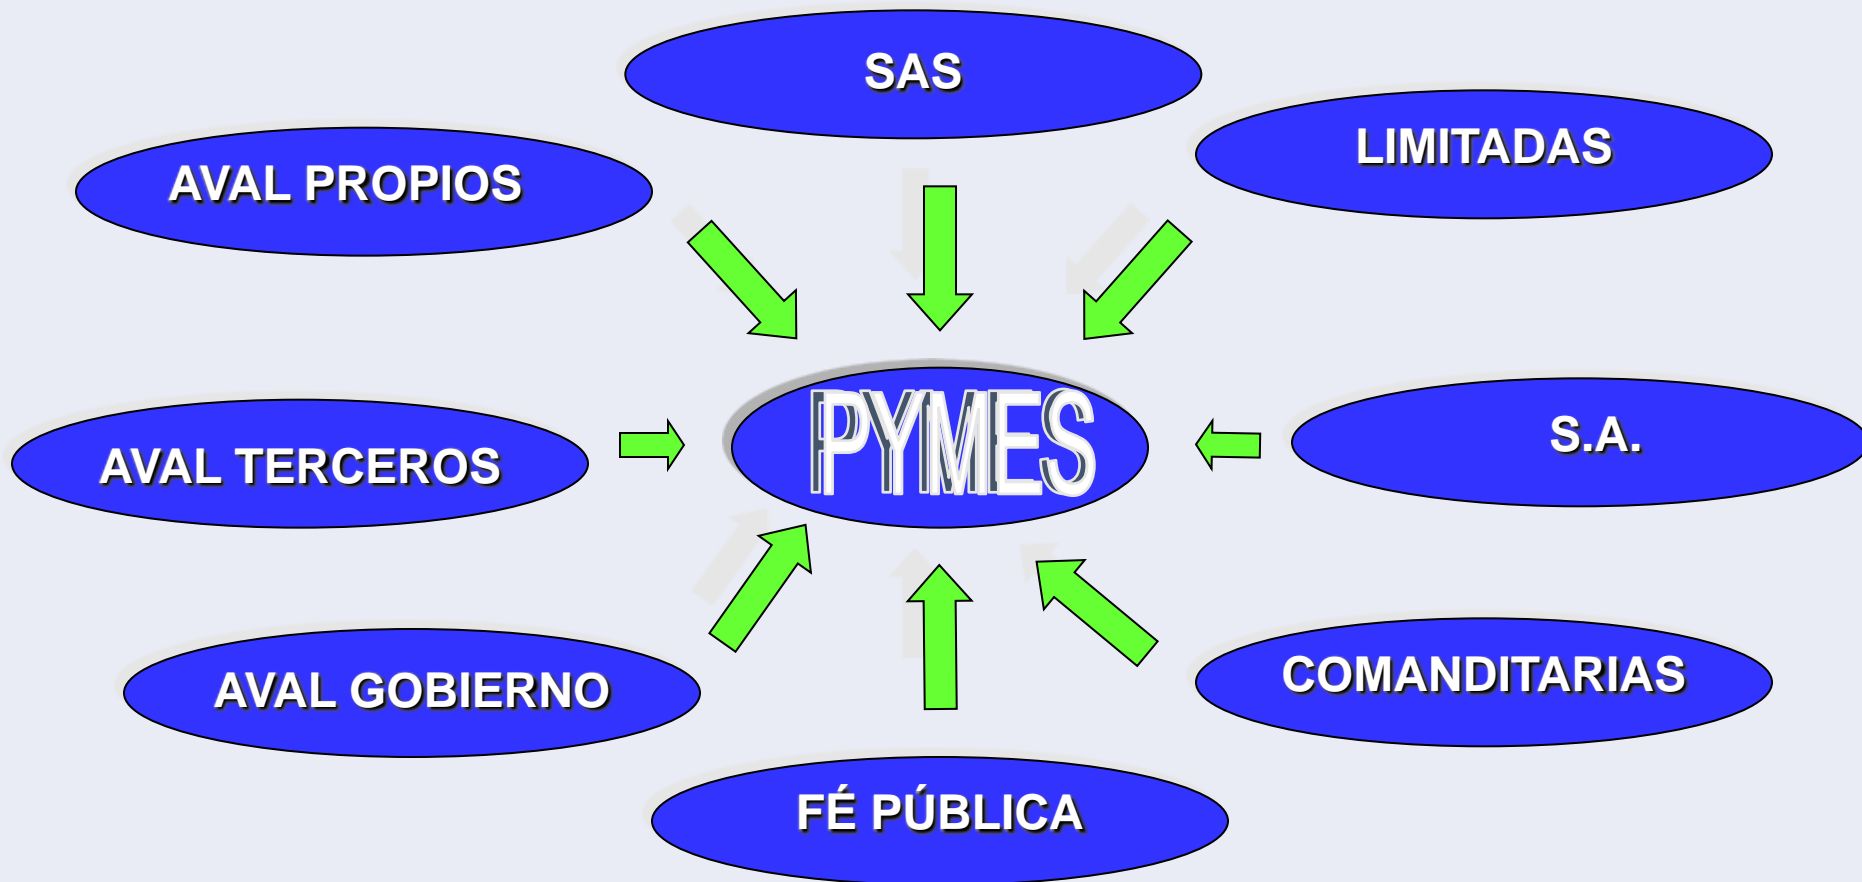 SAS
LIMITADAS
AVAL PROPIOS
PYMES
S.A.
AVAL TERCEROS
COMANDITARIAS
AVAL GOBIERNO
FÉ PÚBLICA